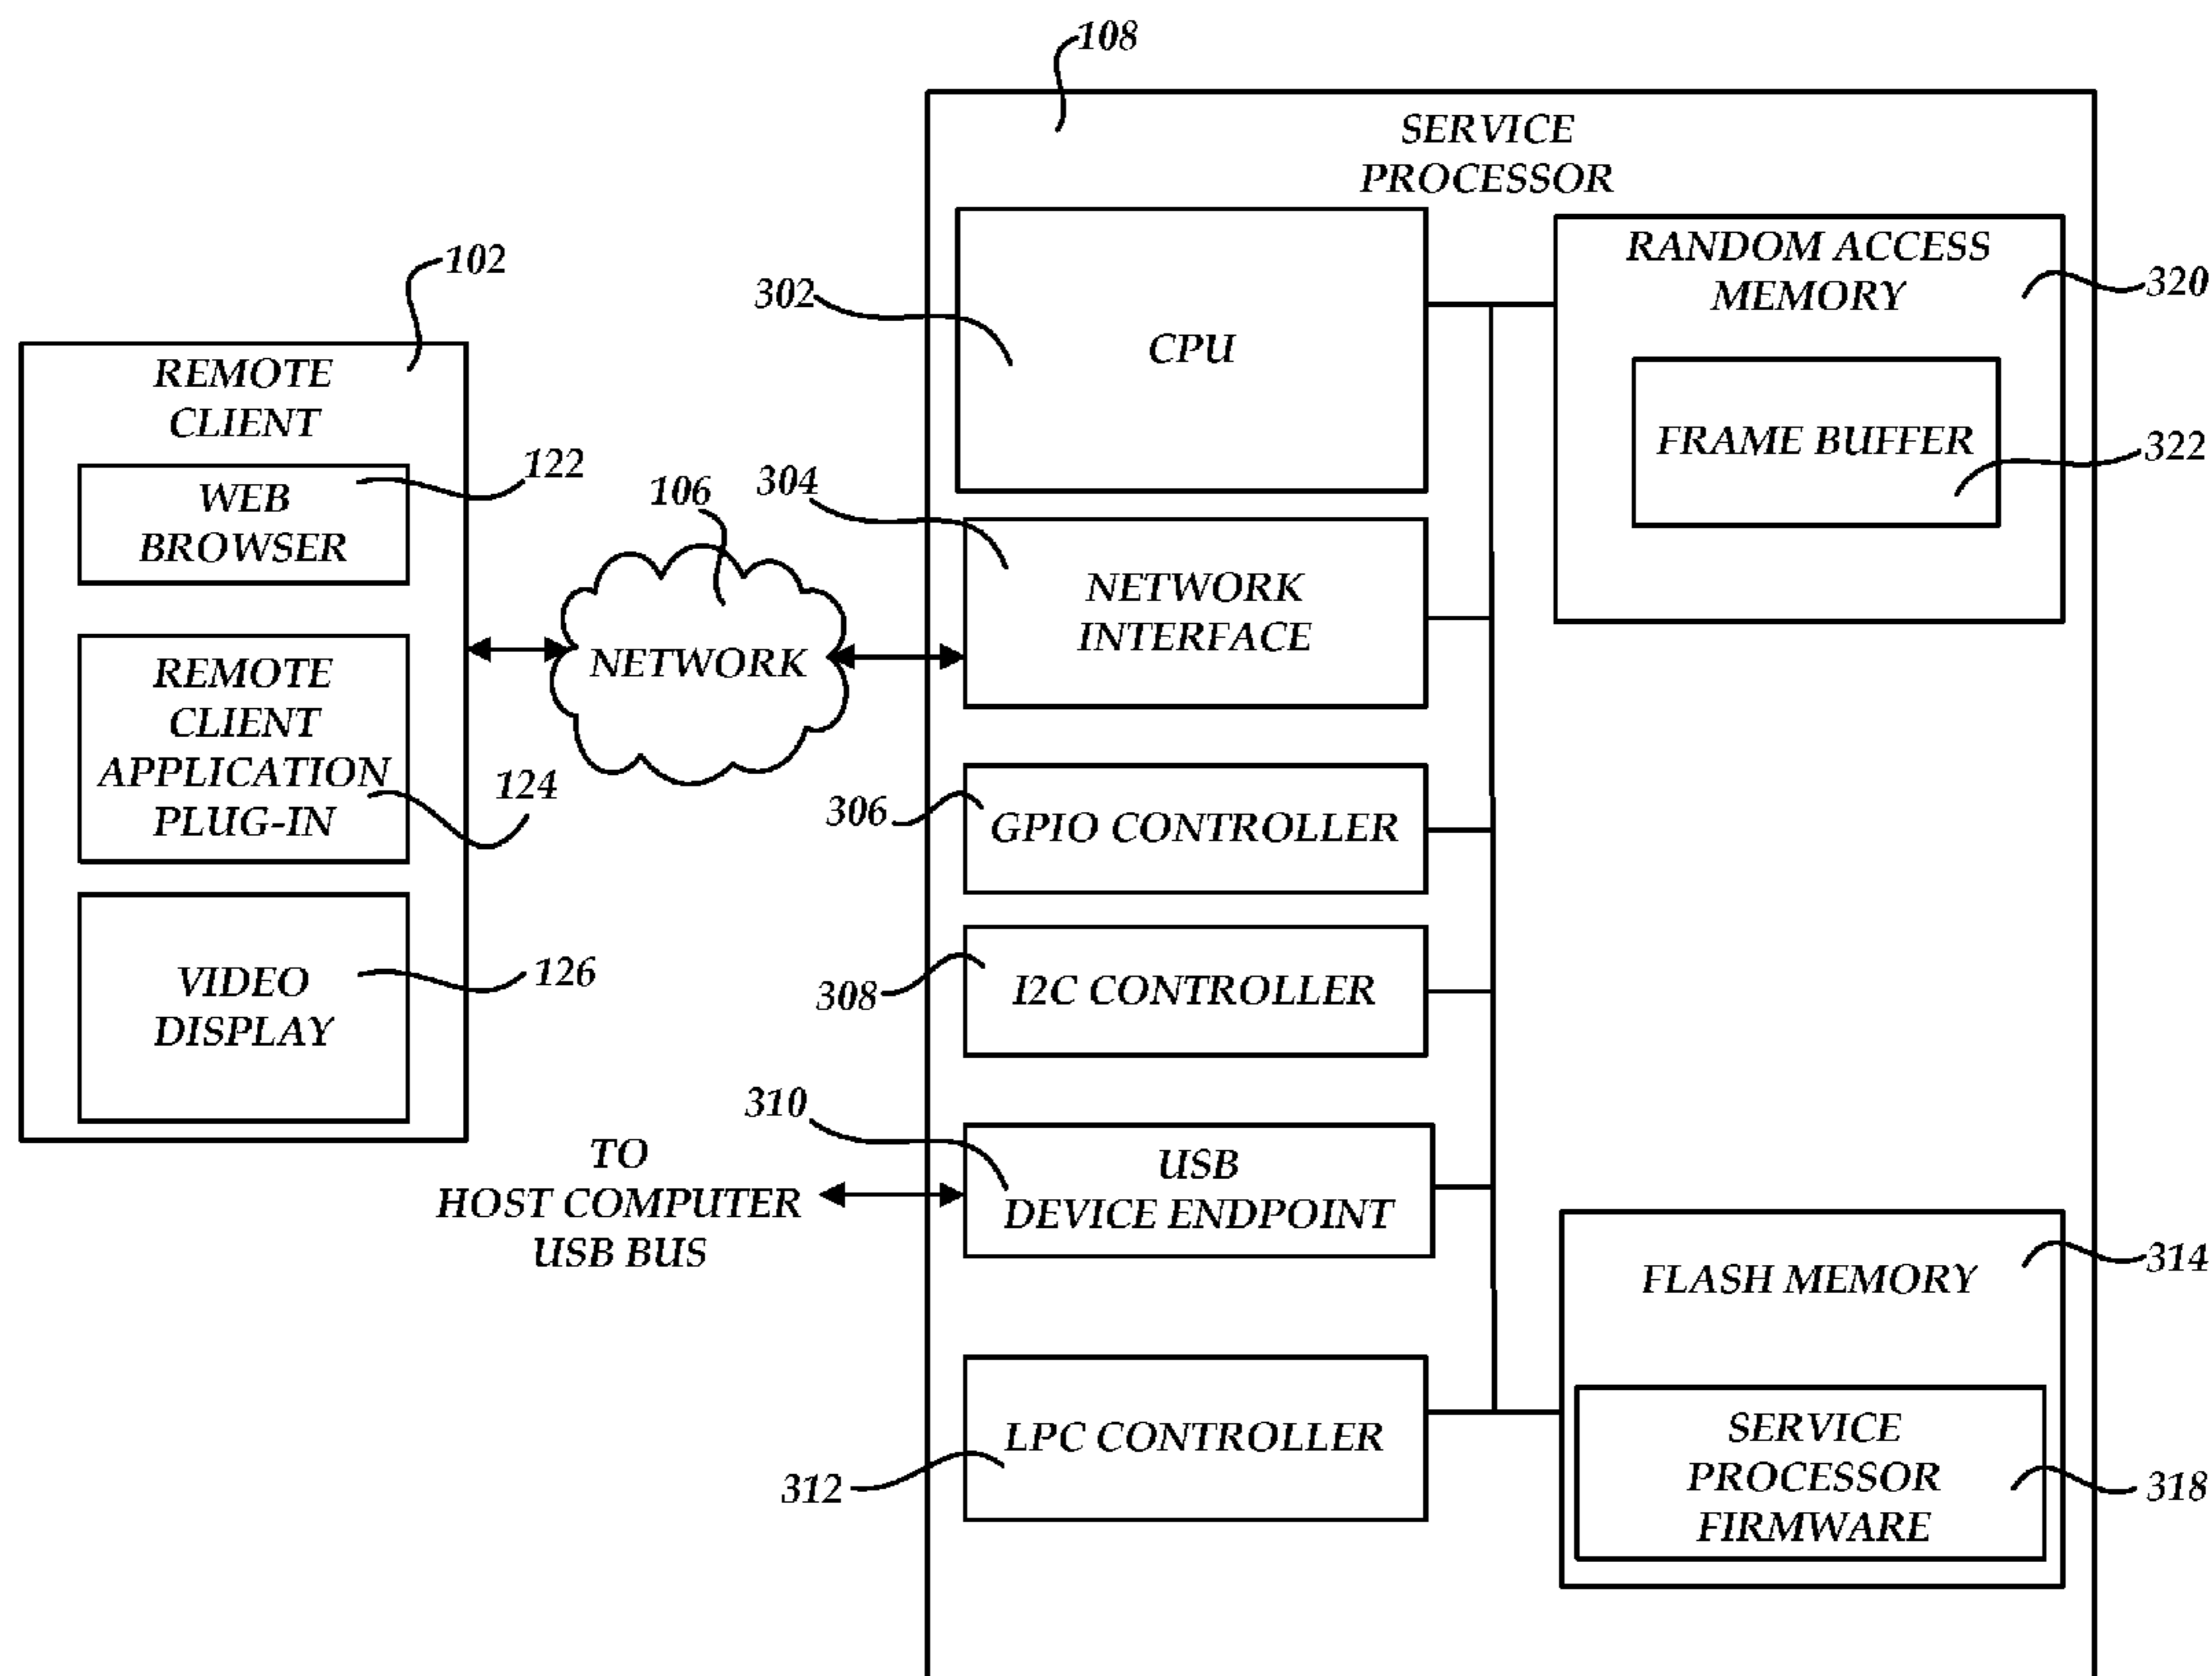 108
SERVICE
PROCESSOR
102
REMOTE
CLIENT
122
WEB
BROWSER
REMOTE
CLIENT
APPLICATION
PLUG-IN
124
VIDEO
DISPLAY
126
106
NETWORK
302
CPU
304
NETWORK
INTERFACE
306
GPIO CONTROLLER
308
I2C CONTROLLER
310
USB
DEVICE ENDPOINT
TO
HOST COMPUTER
USB BUS
312
LPC CONTROLLER
RANDOM ACCESS
MEMORY
320
FRAME BUFFER
322
FLASH MEMORY
314
SERVICE
PROCESSOR
FIRMWARE
318